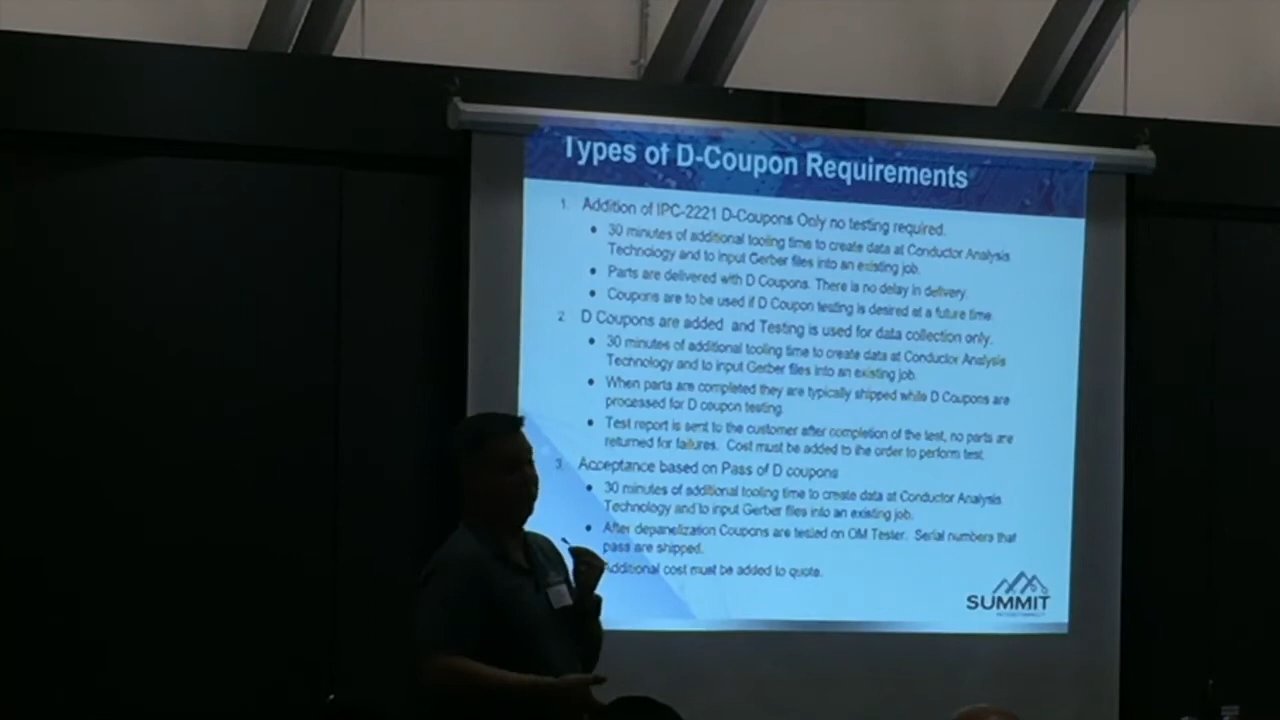 Types of D-Coupon Requirements
1. Addition of IPC-2221 D-Coupons Only no testing required.
• 30 minutes of additional tooling time to create data at Conductor Analysis
Technology and to input Gerber files into an existing job.
• Parts are delivered with D Coupons. There is no delay in delivery.
• Coupons are to be used if D Coupon testing is desired at a future time.
2. D Coupons are added and Testing is used for data collection only.
• 30 minutes of additional tooling time to create data at Conductor Analysis
Technology and to input Gerber files into an existing job.
• When parts are completed they are typically shipped while D Coupons are
processed for D coupon testing.
• Test report is sent to the customer after completion of the test, no parts are
returned for failures. Cost must be added to the order to perform test.
3. Acceptance based on Pass of D coupons
• 30 minutes of additional tooling time to create data at Conductor Analysis
Technology and to input Gerber files into an existing job.
• After depanelization Coupons are tested on OM Tester. Serial numbers that
pass are shipped.
Additional cost must be added to quote.
SUMMIT